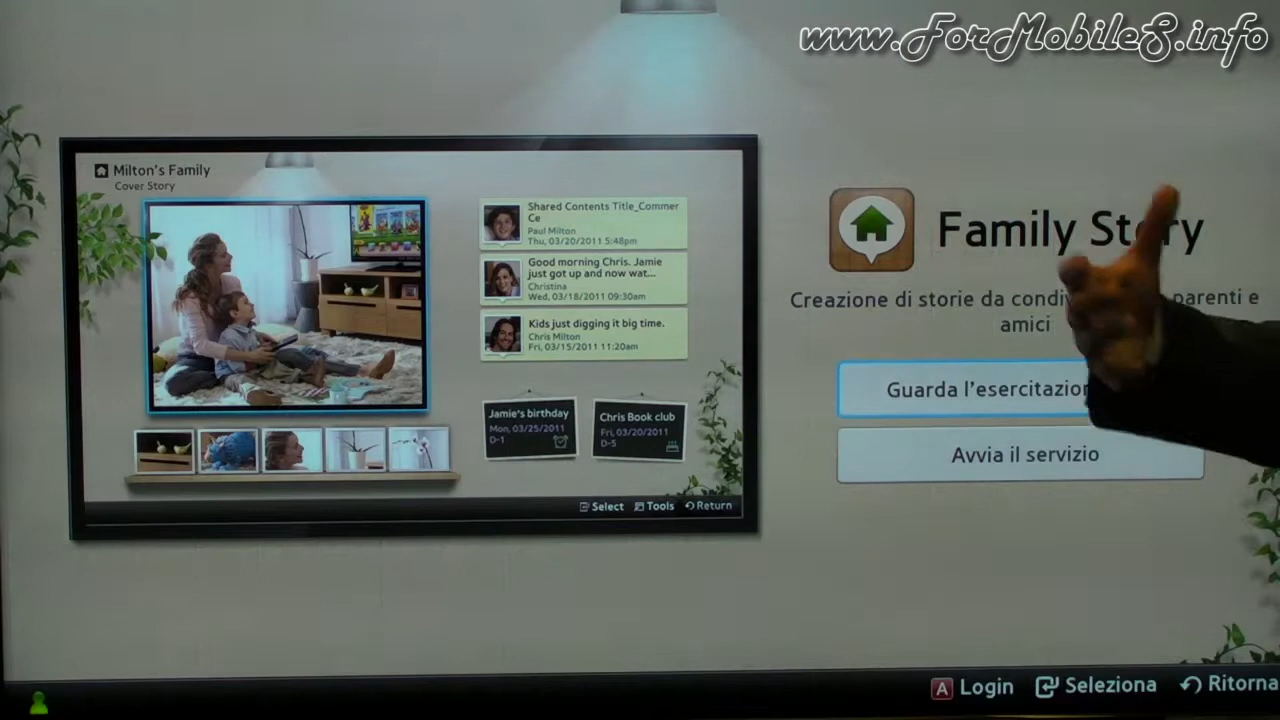 www.ForMobileS.info
Milton's Family
Cover Story
Shared Contents Title_Commer
Ce
Paul Milton
Thu, 03/20/2011 5:48pm
Good morning Chris. Jamie
just got up and now wat...
Christina
Wed, 03/18/2011 09:30am
Kids just digging it big time.
Chris Milton
Fri, 03/15/2011 11:20am
Jamie's birthday
Mon, 03/25/2011
D-1
Chris Book club
Fri, 03/20/2011
D-5
Select Tools Return
Family Story
Creazione di storie da parenti e
amici
Guarda
Avvia il servizio
A Login Seleziona Ritorna